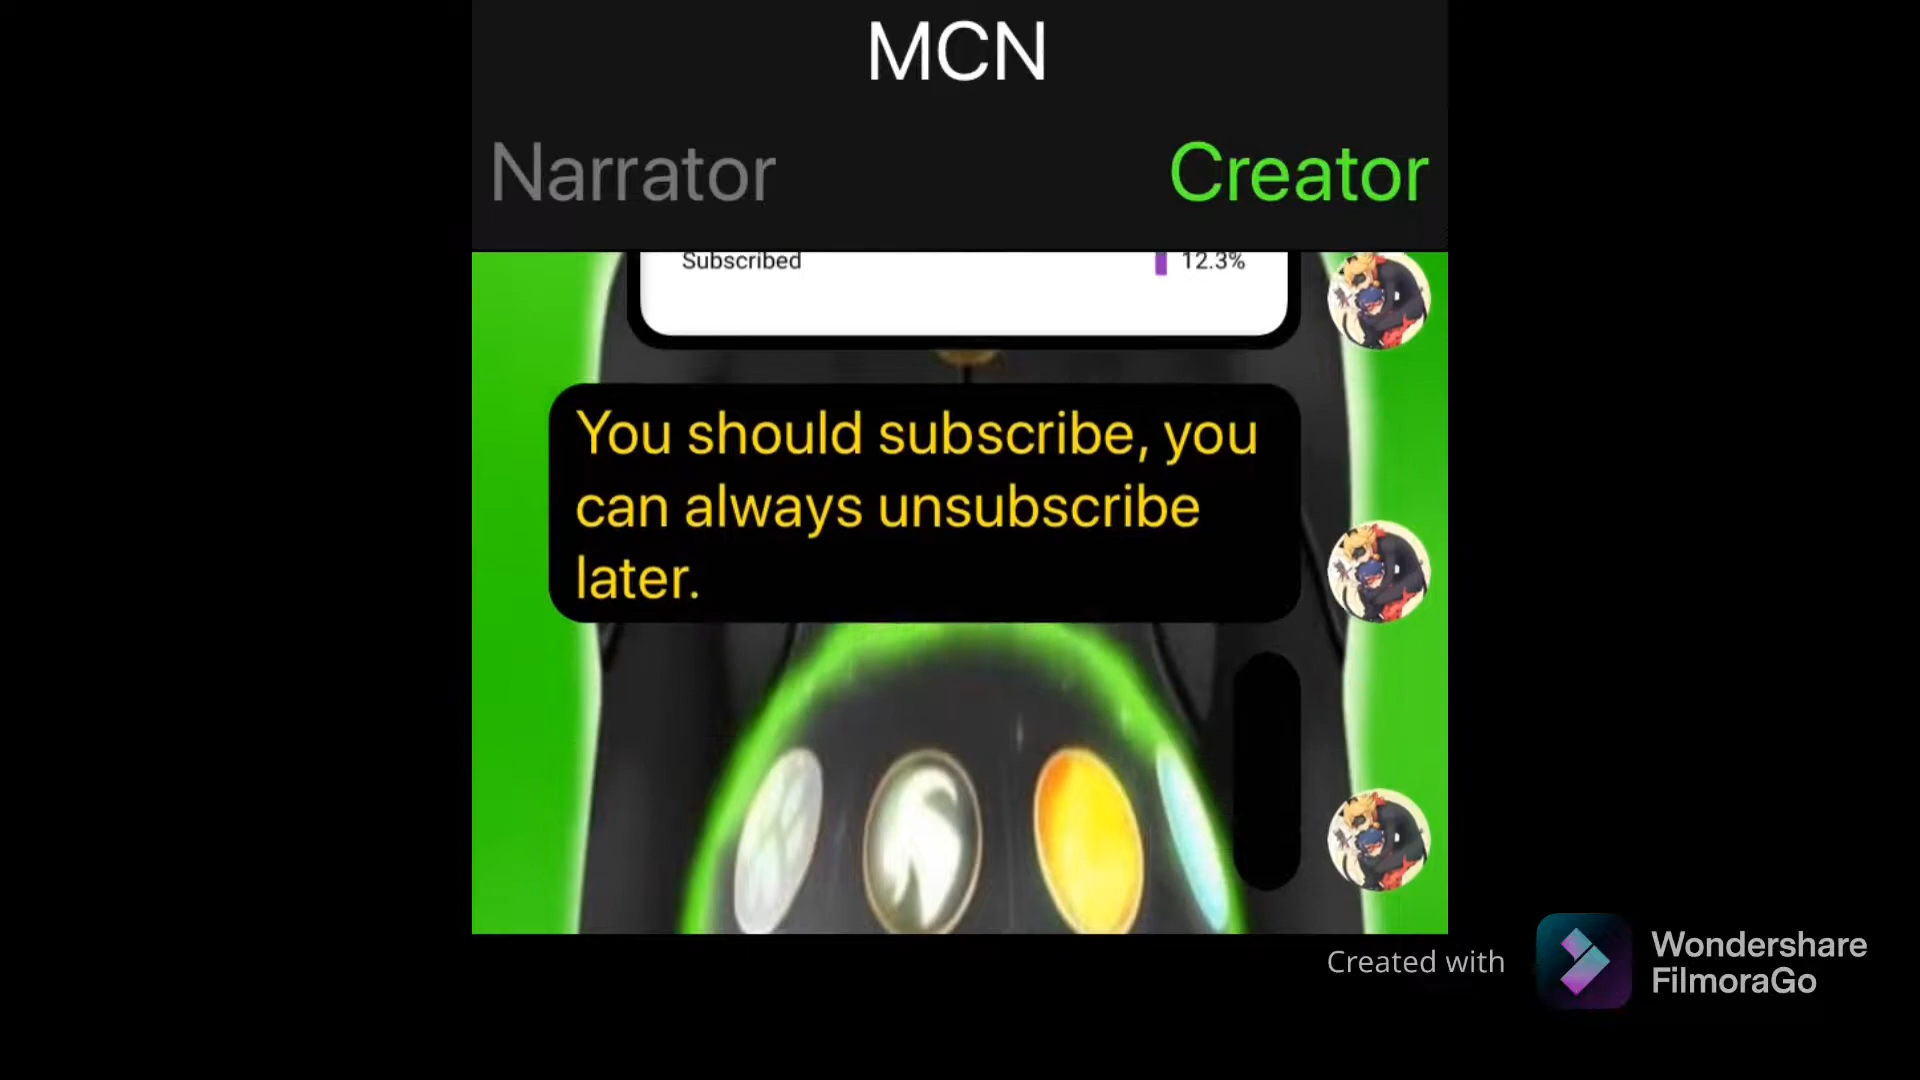 MCN
Narrator Creator
Subscribed 12.3%
You should subscribe, you
can always unsubscribe
later.
Created with
Wondershare
FilmoraGo